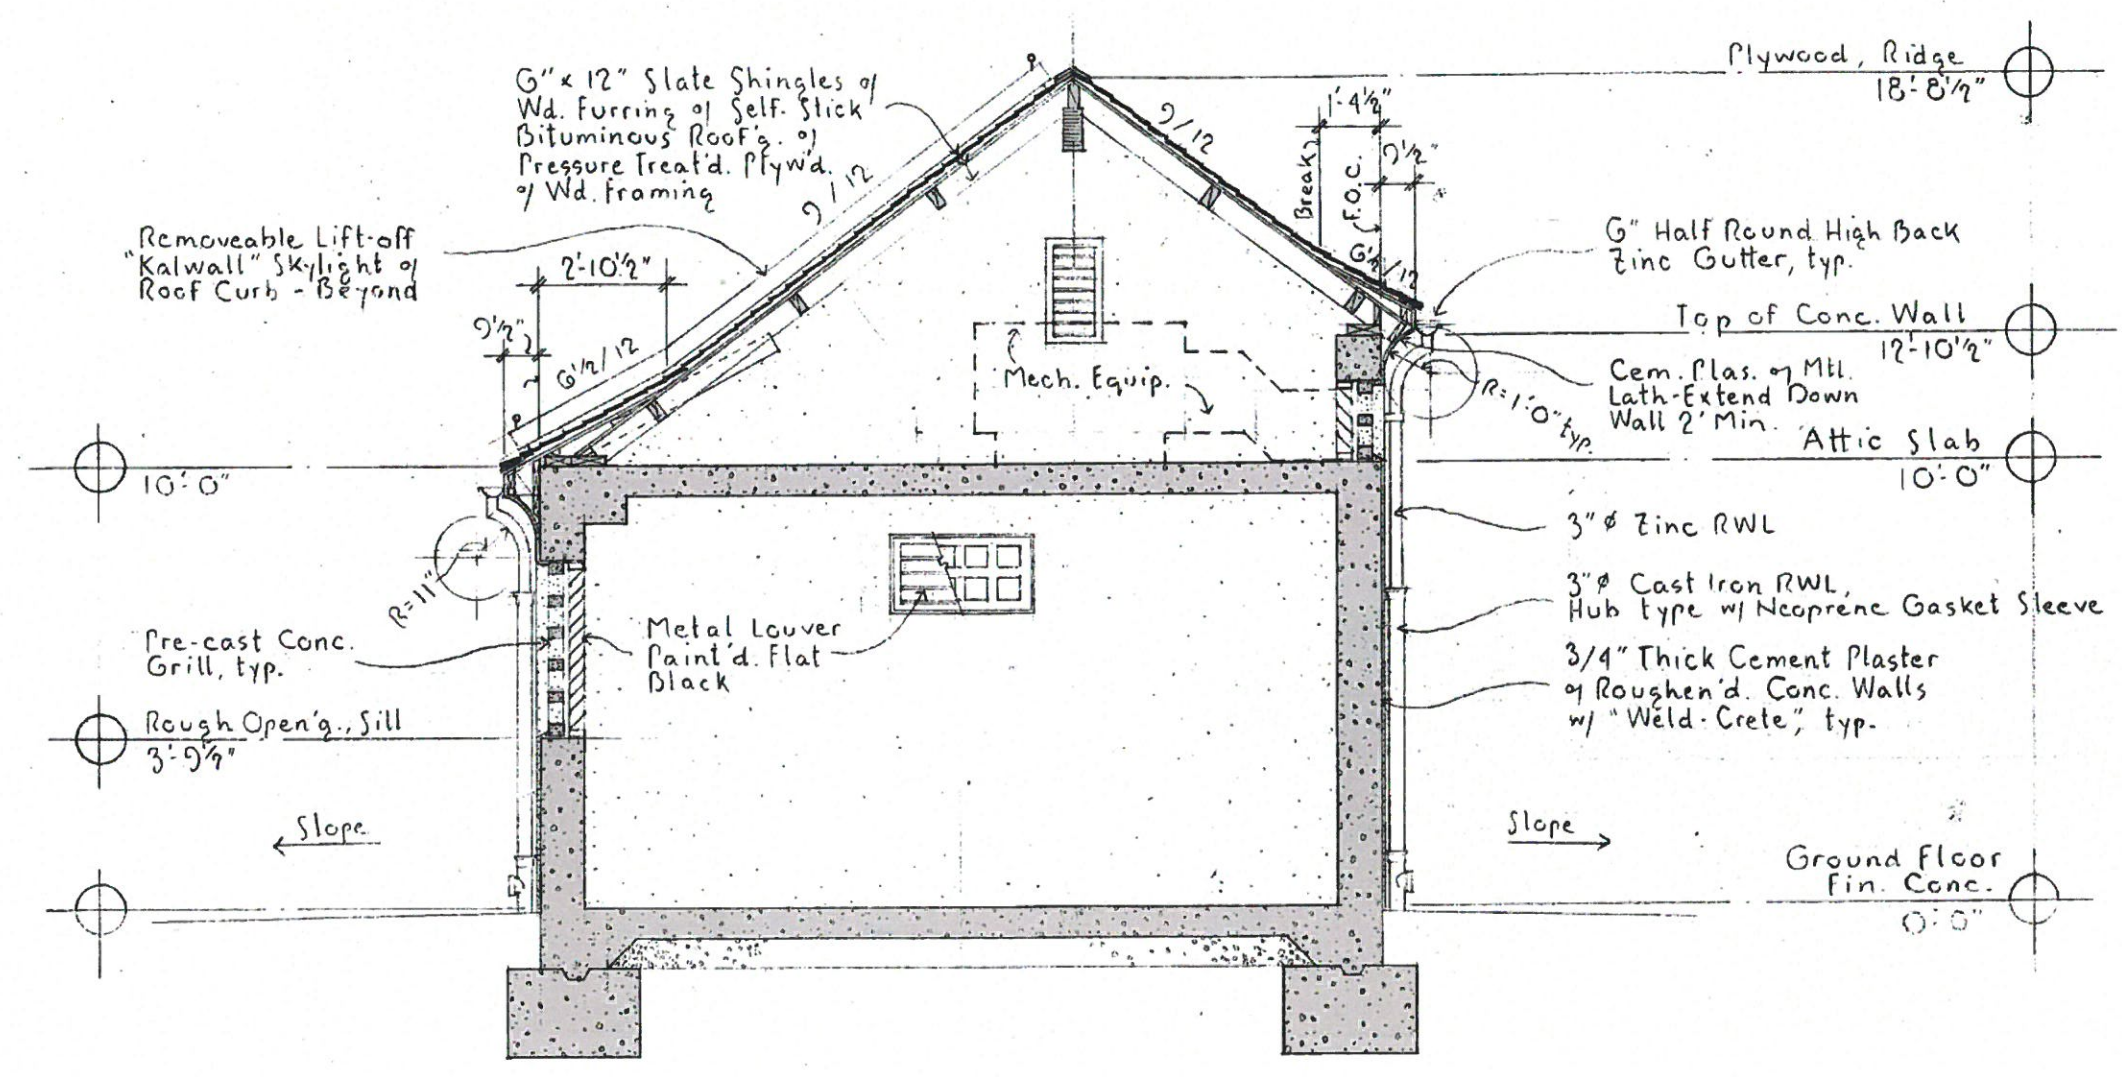 6" x 12" Slate Shingles o/
Wd. Furring o/ Self-Stick
Bituminous Roof'g. o/
Pressure Treat'd. Plyw'd.
o/ Wd. Framing
Removeable Lift-off
"Kalwall" Skylight o/
Roof Curb - Beyond
2'-10½"
9½"
6½/12
9/12
9/12
Plywood, Ridge
18'-8½"
1'-4½"
9½"
Break
F.O.C.
6½/12
6" Half Round High Back
Zinc Gutter, typ.
Top of Conc. Wall
12'-10½"
Mech. Equip.
R=1'-0" typ.
Cem. Plas. o/ Mtl.
Lath-Extend Down
Wall 2' Min.
Attic Slab
10'-0"
10'-0"
3" ø Zinc RWL
R=11"
3" ø Cast Iron RWL,
Hub type w/ Neoprene Gasket Sleeve
Pre-cast Conc.
Grill, typ.
Metal Louver
Paint'd. Flat
Black
3/4" Thick Cement Plaster
o/ Roughen'd. Conc. Walls
w/ "Weld-Crete", typ.
Rough Open'g., Sill
3'-9½"
Slope
Slope
Ground Floor
Fin. Conc.
0'-0"